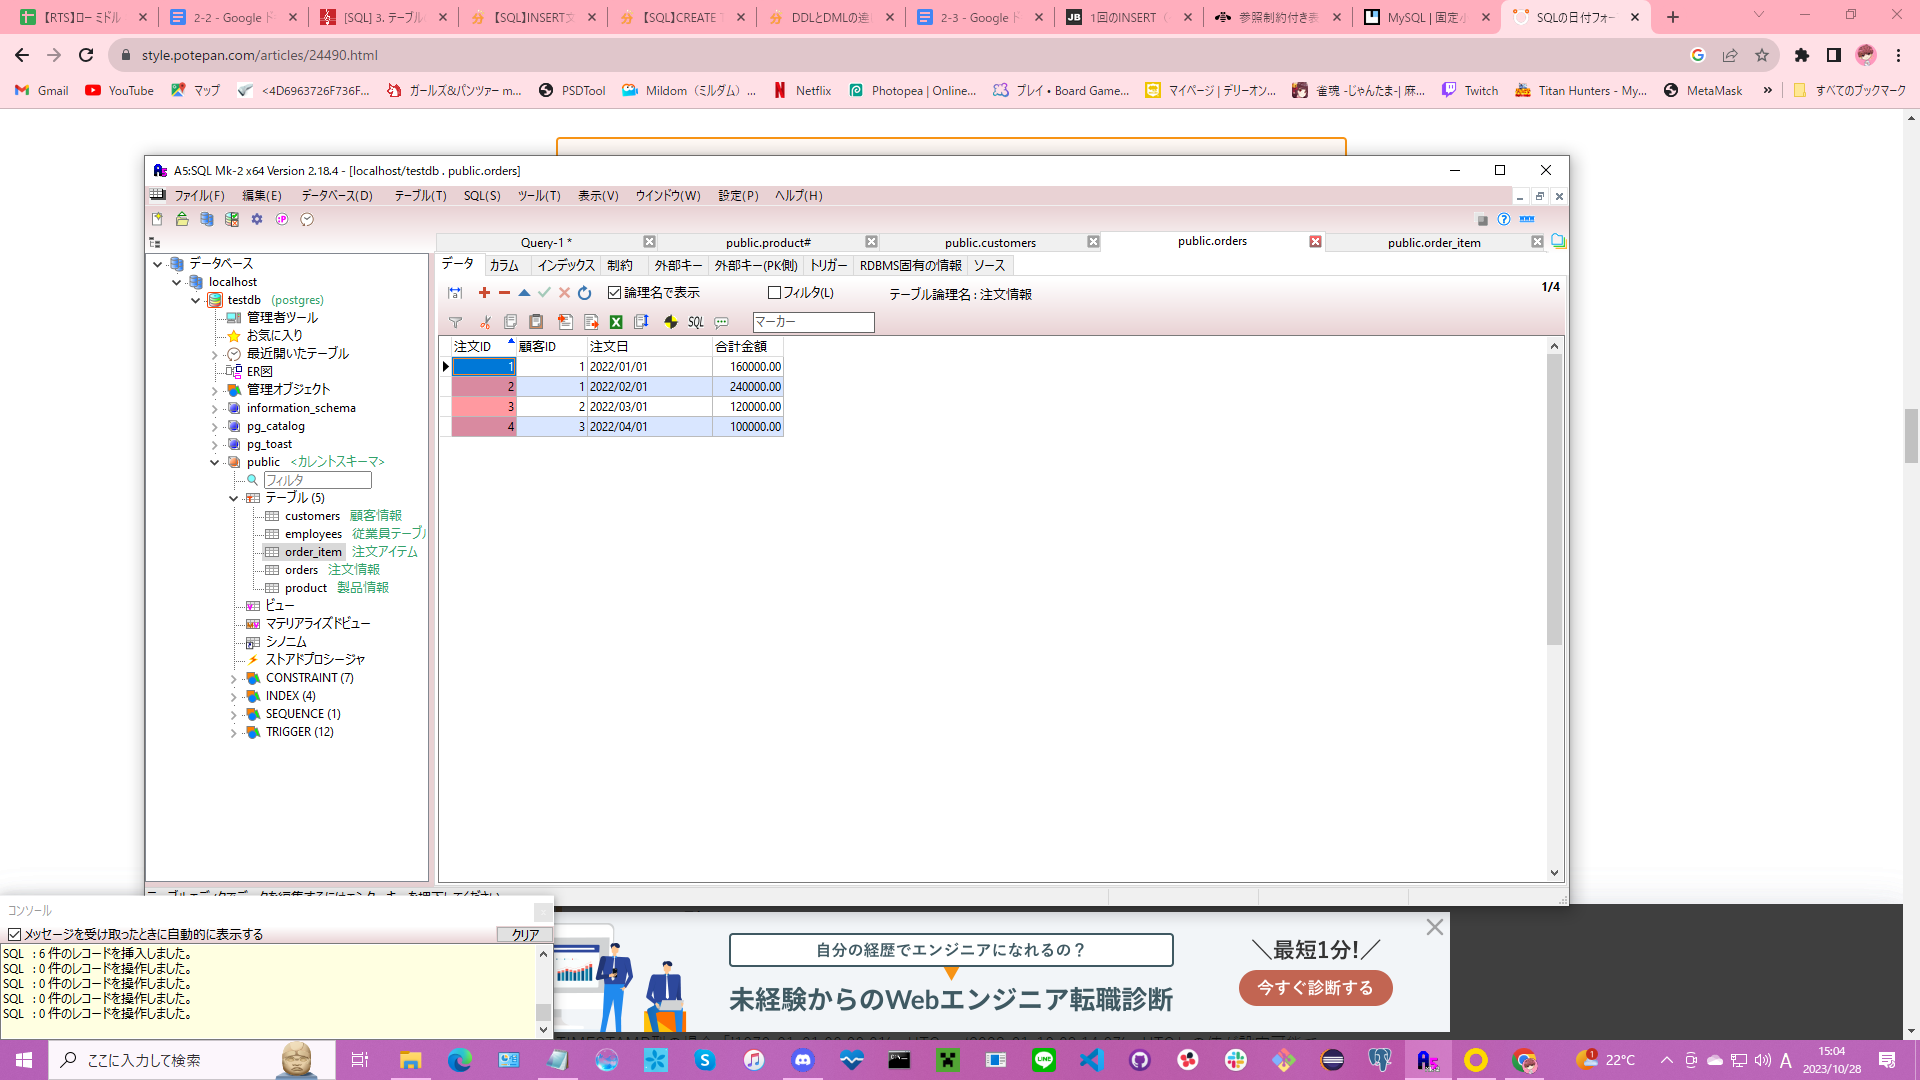 【RTS】ロー ミドル
2-2 - Google ド
[SQL] 3. テーブル
【SQL】INSERT文
【SQL】CREATE T
DDLとDMLの違い
2-3 - Google ド
1回のINSERT（
参照制約付き表
MySQL | 固定小
SQLの日付フォー
style.potepan.com/articles/24490.html
Gmail
YouTube
マップ
<4D6963726F736F...
ガールズ&パンツァー m...
PSDTool
Mildom（ミルダム）...
Netflix
Photopea | Online...
プレイ • Board Game...
マイページ | デリーオン...
雀魂 -じゃんたま-| 麻...
Twitch
Titan Hunters - My...
MetaMask
»
すべてのブックマーク
A5:SQL Mk-2 x64 Version 2.18.4 - [localhost/testdb . public.orders]
ファイル(F)
編集(E)
データベース(D)
テーブル(T)
SQL(S)
ツール(T)
表示(V)
ウインドウ(W)
設定(P)
ヘルプ(H)
Query-1 *
public.product#
public.customers
public.orders
public.order_item
データ
カラム
インデックス
制約
外部キー
外部キー(PK側)
トリガー
RDBMS固有の情報
ソース
論理名で表示
フィルタ(L)
テーブル論理名 : 注文情報
1/4
SQL
マーカー
注文ID 顧客ID 注文日 合計金額
1 1 2022/01/01 160000.00
2 1 2022/02/01 240000.00
3 2 2022/03/01 120000.00
4 3 2022/04/01 100000.00
データベース
localhost
testdb (postgres)
管理者ツール
お気に入り
最近開いたテーブル
ER図
管理オブジェクト
information_schema
pg_catalog
pg_toast
public <カレントスキーマ>
フィルタ
テーブル (5)
customers 顧客情報
employees 従業員テーブル
order_item 注文アイテム
orders 注文情報
product 製品情報
ビュー
マテリアライズドビュー
シノニム
ストアドプロシージャ
CONSTRAINT (7)
INDEX (4)
SEQUENCE (1)
TRIGGER (12)
コンソール
メッセージを受け取ったときに自動的に表示する
クリア
SQL : 6 件のレコードを挿入しました。
SQL : 0 件のレコードを操作しました。
SQL : 0 件のレコードを操作しました。
SQL : 0 件のレコードを操作しました。
SQL : 0 件のレコードを操作しました。
自分の経歴でエンジニアになれるの？
未経験からのWebエンジニア転職診断
＼最短1分!／
今すぐ診断する
ここに入力して検索
22°C
A
15:04
2023/10/28